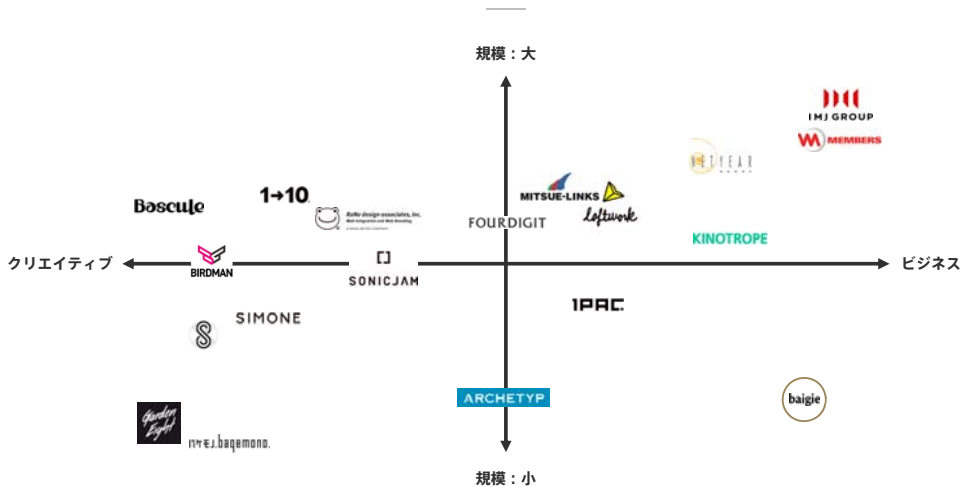 規模：大
IMJ GROUP
MEMBERS
NETYEAR
MITSUE-LINKS
Bascule
1→10
loftwork
FOURDIGIT
KINOTROPE
クリエイティブ
BIRDMAN
SONICJAM
ビジネス
1PAC.
SIMONE
ARCHETYP
baigie
Garden
Eight
バケモノ.bagemono.
規模：小